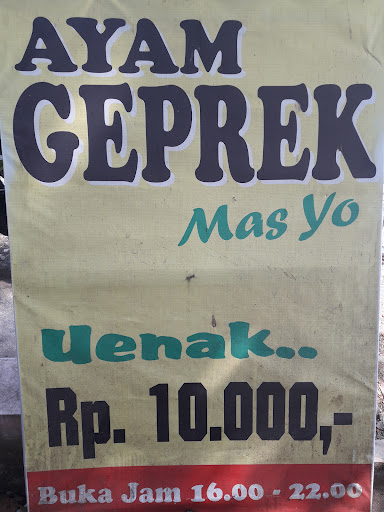 AYAM
GEPREK
Mas Yo
Uenak..
Rp. 10.000,-
Buka Jam 16.00 - 22.00